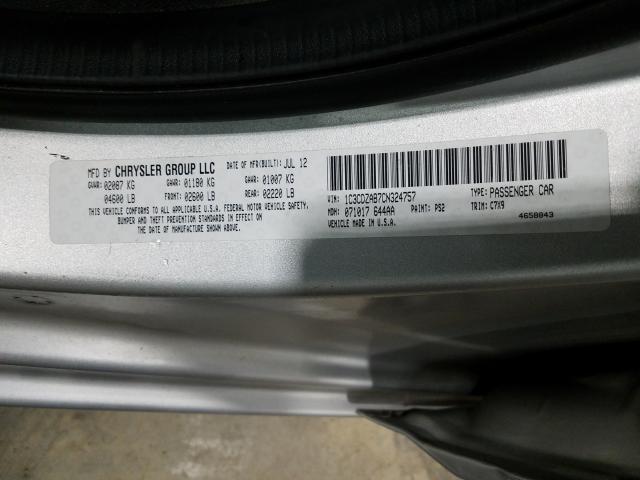 MFD BY CHRYSLER GROUP LLC DATE OF MFR(BUILT): JUL 12
GVWR: 02087 KG GAWR: 01180 KG GAWR: 01007 KG
04600 LB FRONT: 02600 LB REAR: 02220 LB
THIS VEHICLE CONFORMS TO ALL APPLICABLE U.S.A. FEDERAL MOTOR VEHICLE SAFETY,
BUMPER AND THEFT PREVENTION STANDARDS IN EFFECT ON
THE DATE OF MANUFACTURE SHOWN ABOVE.
VIN: 1C3CDZAB7CN324757 TYPE: PASSENGER CAR
MDH: 071017 644AA PAINT: PS2 TRIM: C7X9
VEHICLE MADE IN U.S.A. 4658843